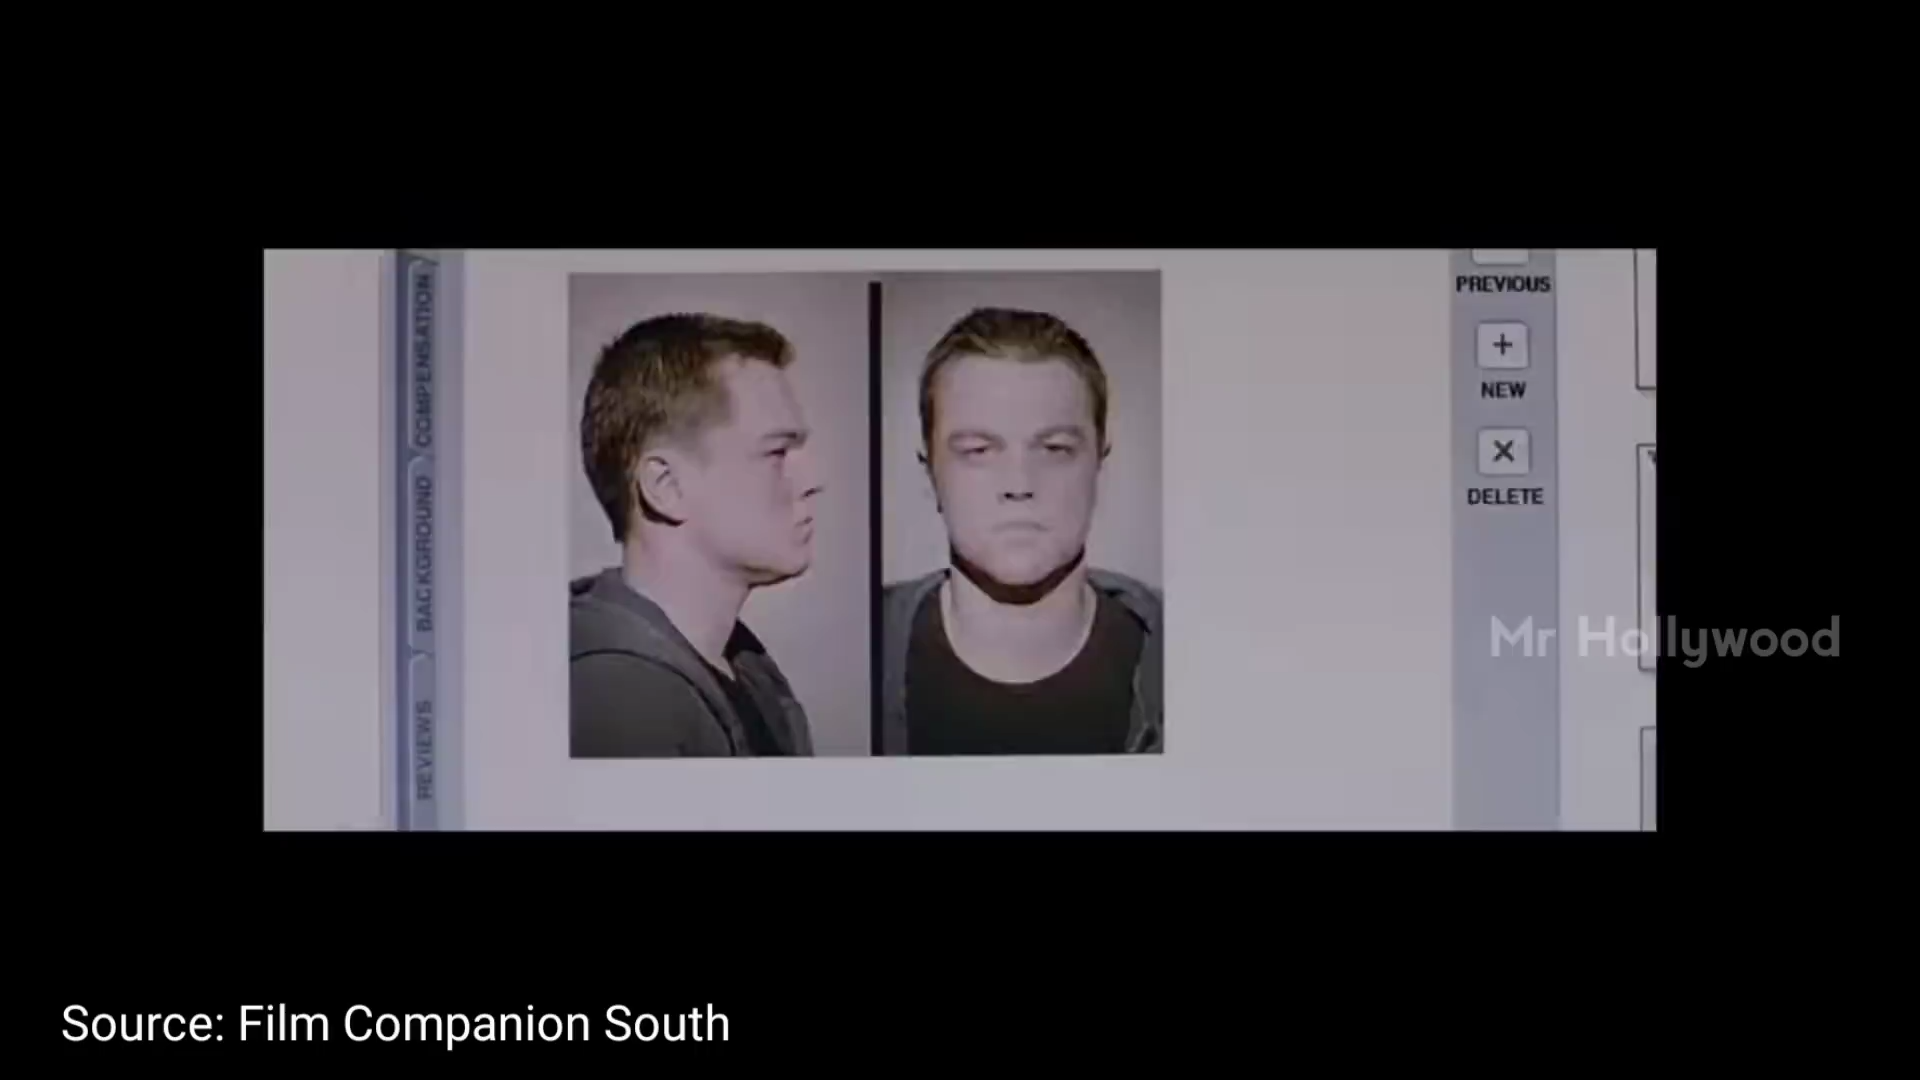 COMPENSATION
BACKGROUND
REVIEWS
PREVIOUS
+
NEW
X
DELETE
Mr Hollywood
Source: Film Companion South